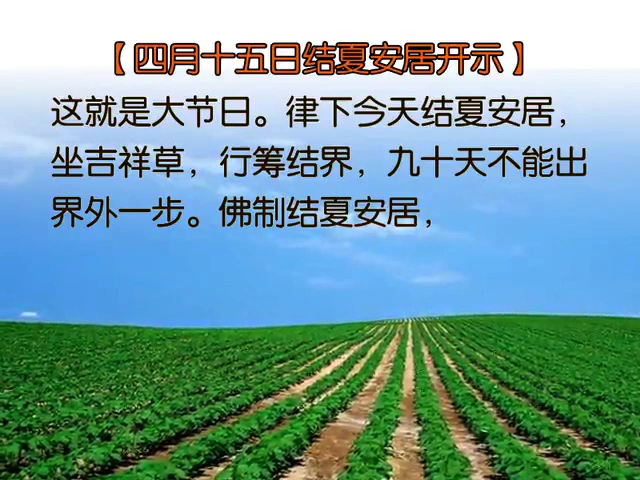 【四月十五日结夏安居开示】
这就是大节日。律下今天结夏安居，
坐吉祥草，行筹结界，九十天不能出
界外一步。佛制结夏安居，